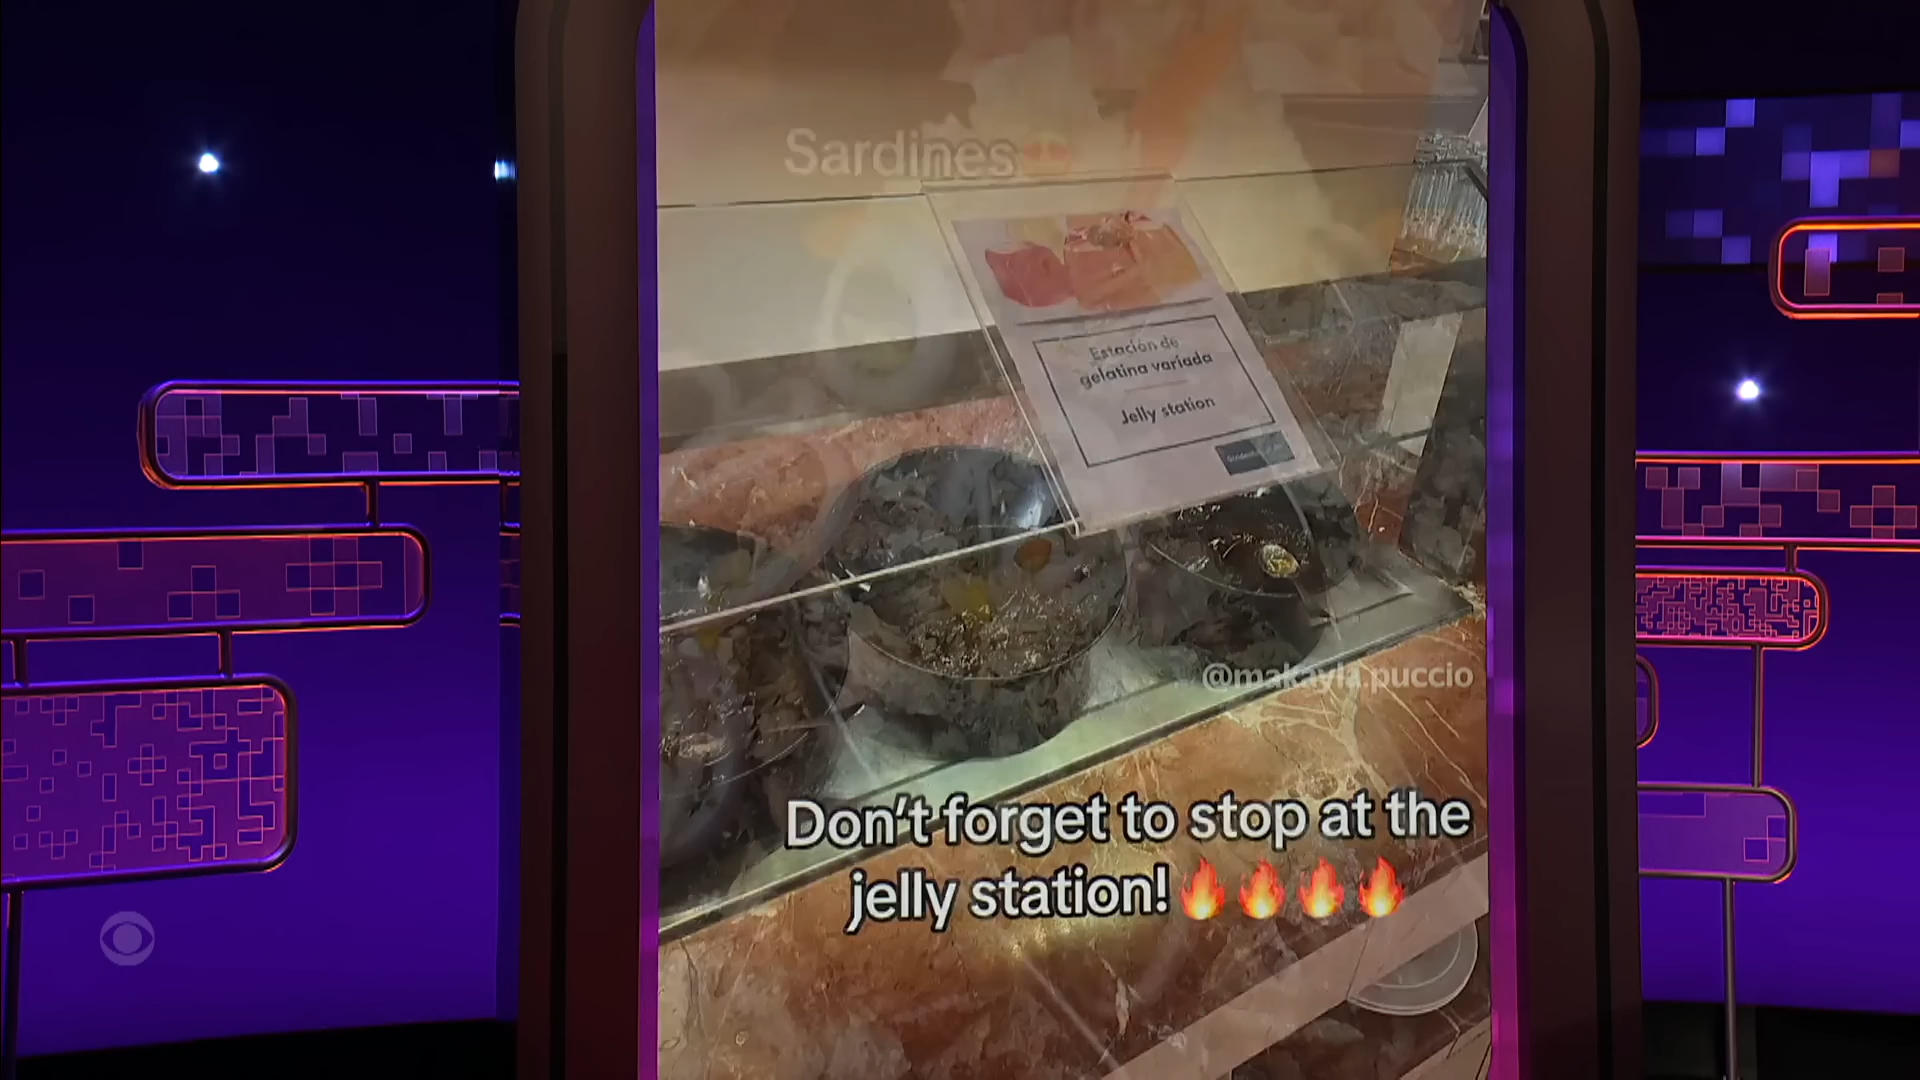 Sardines
Estación de
gelatina variada
Jelly station
@makayla.puccio
Don't forget to stop at the
jelly station!🔥🔥🔥🔥